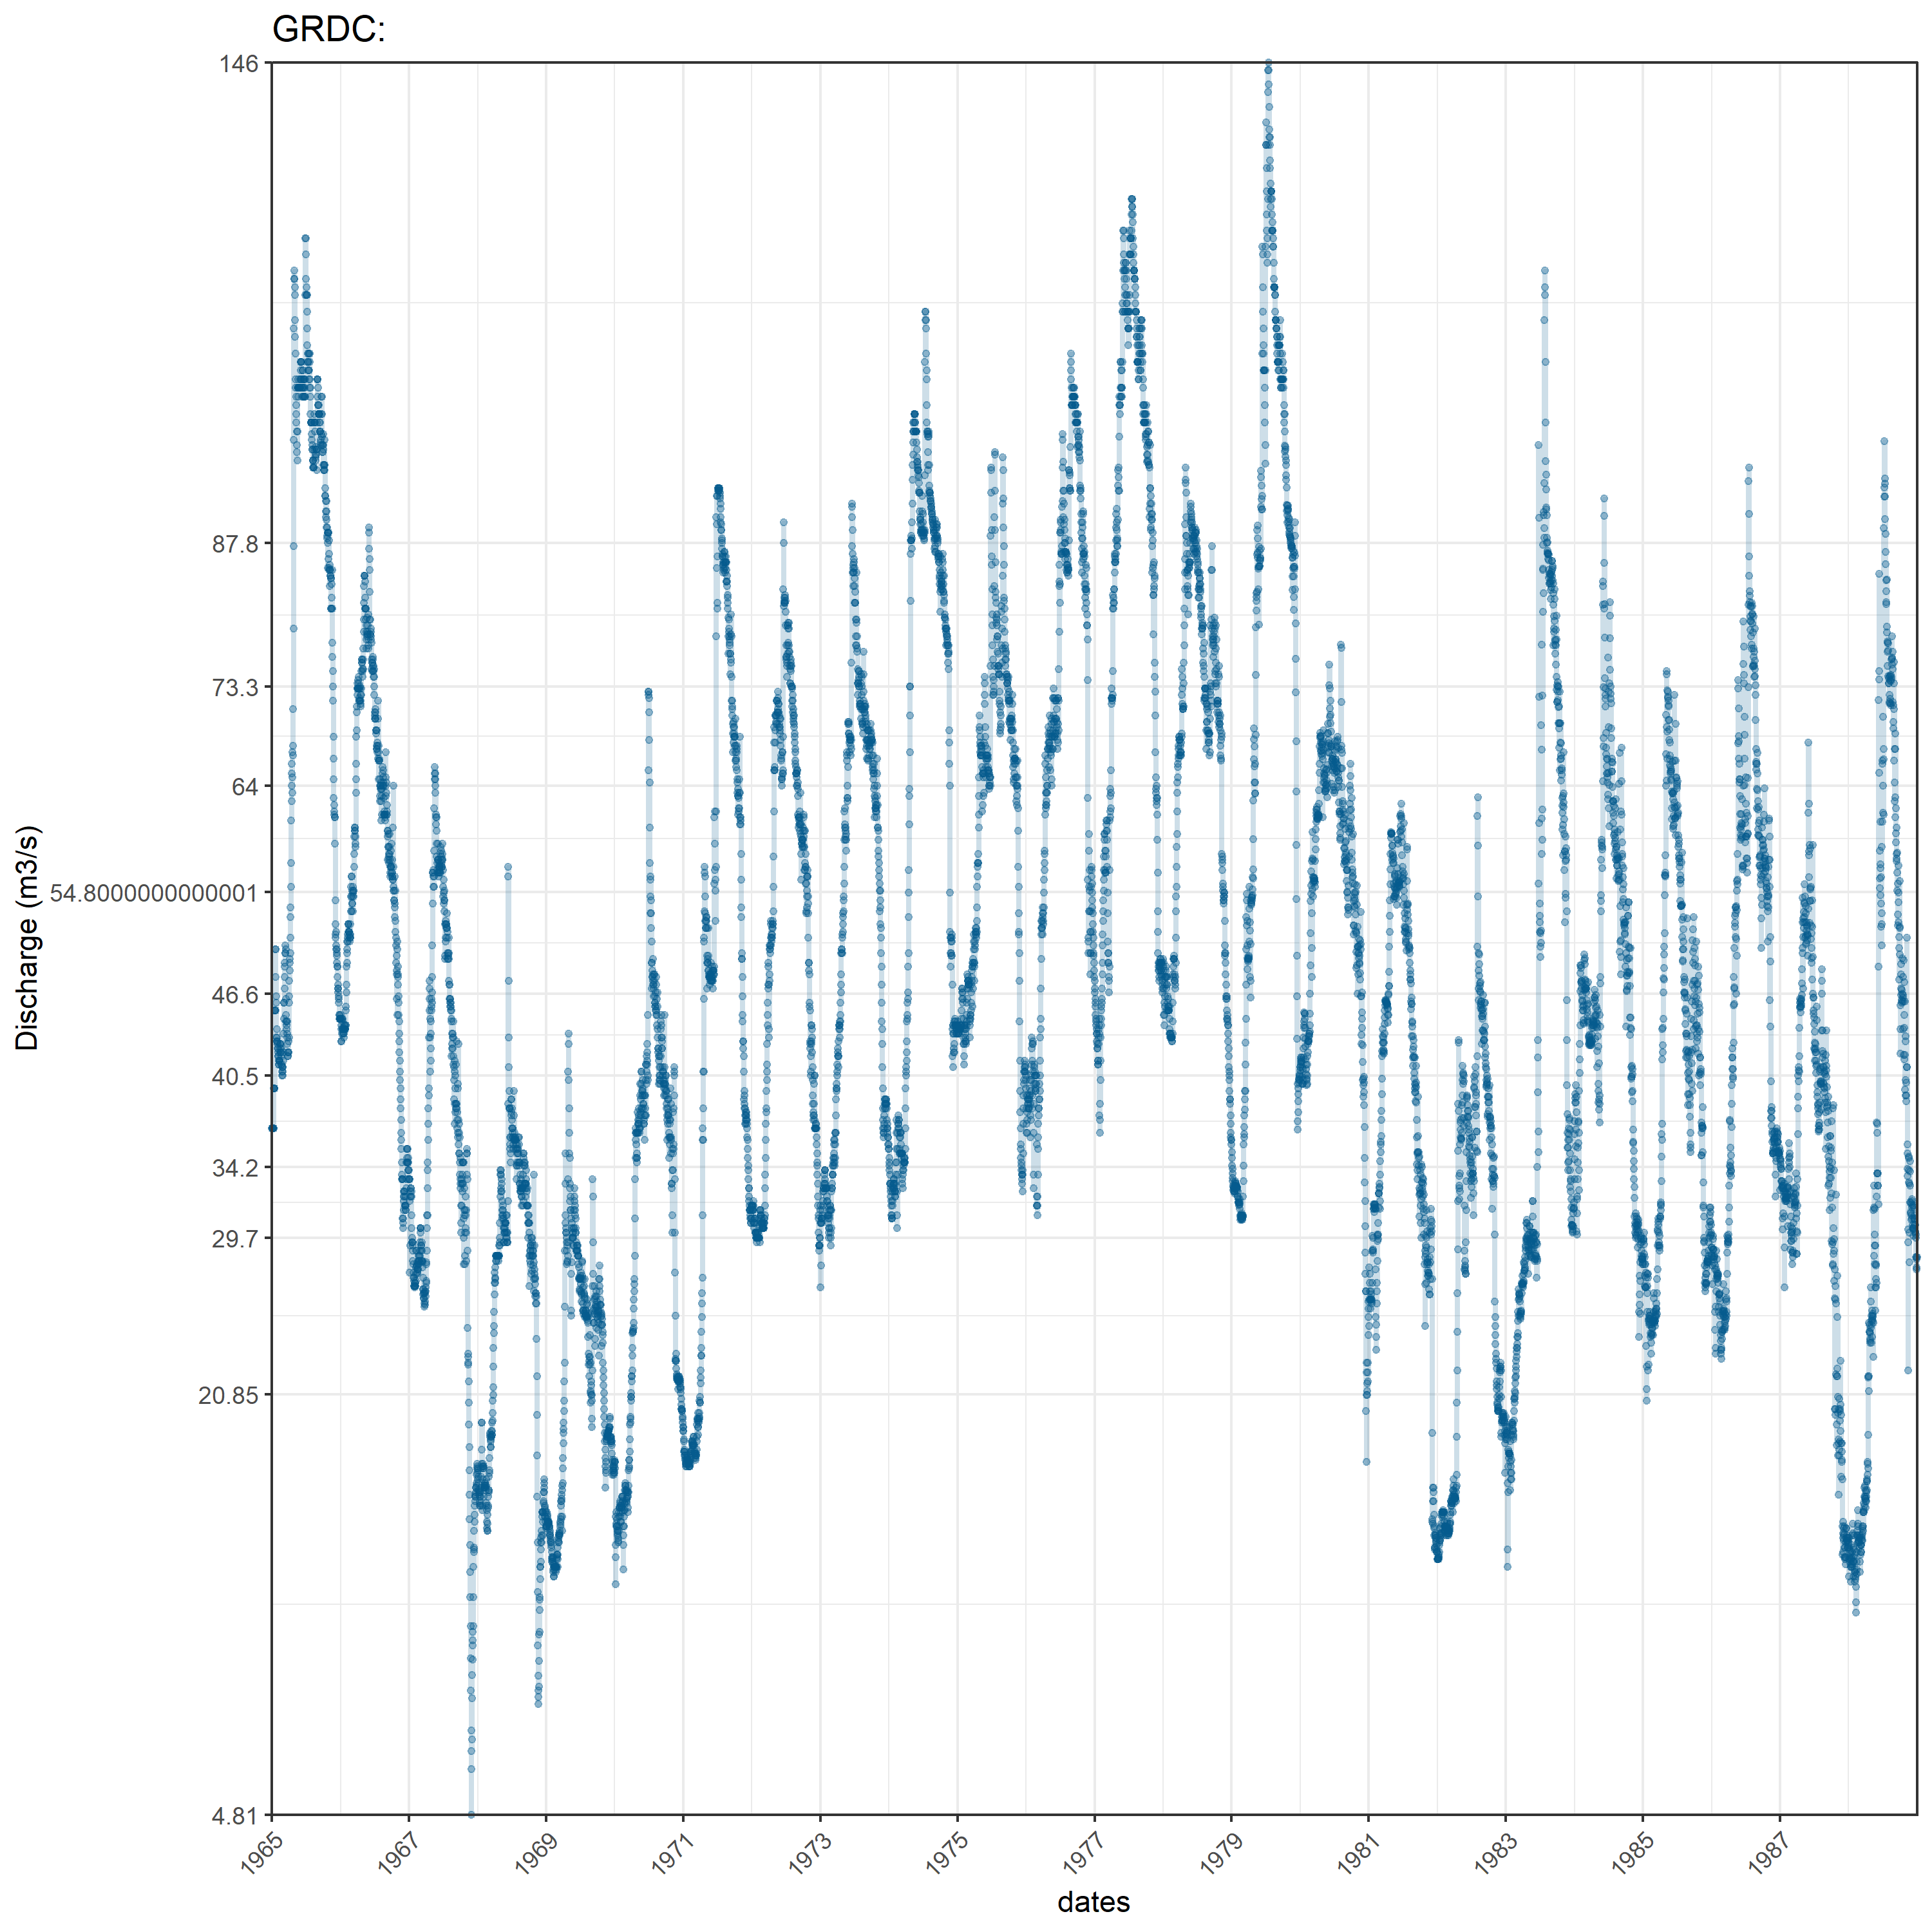 GRDC:
146
87.8
73.3
64
54.8000000000001
46.6
40.5
34.2
29.7
20.85
4.81
Discharge (m3/s)
1965 1967 1969 1971 1973 1975 1977 1979 1981 1983 1985 1987
dates